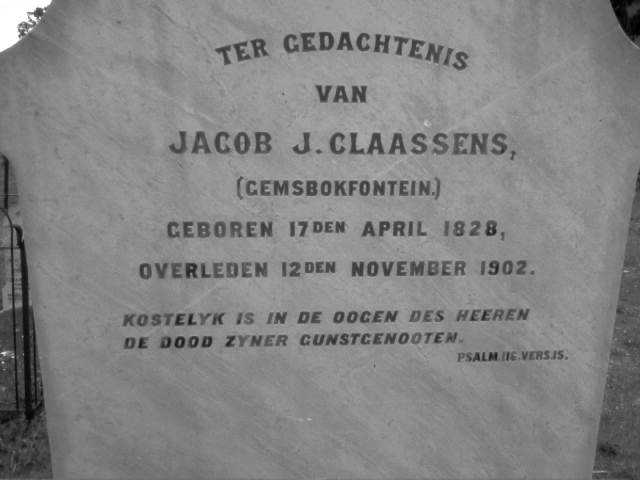 TER GEDACHTENIS
VAN
JACOB J. CLAASSENS,
(GEMSBOKFONTEIN.)
GEBOREN 17DEN APRIL 1828,
OVERLEDEN 12DEN NOVEMBER 1902.
KOSTELYK IS IN DE OOGEN DES HEEREN
DE DOOD ZYNER GUNSTGENOOTEN.
PSALM.116.VERS.15.